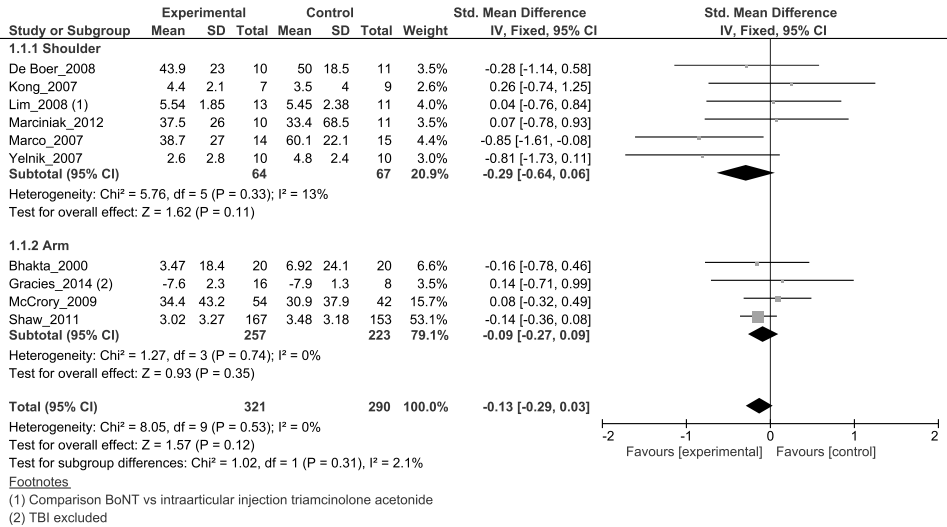 Experimental Control Std. Mean Difference Std. Mean Difference
Study or Subgroup Mean SD Total Mean SD Total Weight IV, Fixed, 95% CI IV, Fixed, 95% CI
1.1.1 Shoulder
De Boer_2008 43.9 23 10 50 18.5 11 3.5% -0.28 [-1.14, 0.58]
Kong_2007 4.4 2.1 7 3.5 4 9 2.6% 0.26 [-0.74, 1.25]
Lim_2008 (1) 5.54 1.85 13 5.45 2.38 11 4.0% 0.04 [-0.76, 0.84]
Marciniak_2012 37.5 26 10 33.4 68.5 11 3.5% 0.07 [-0.78, 0.93]
Marco_2007 38.7 27 14 60.1 22.1 15 4.4% -0.85 [-1.61, -0.08]
Yelnik_2007 2.6 2.8 10 4.8 2.4 10 3.0% -0.81 [-1.73, 0.11]
Subtotal (95% CI) 64 67 20.9% -0.29 [-0.64, 0.06]
Heterogeneity: Chi² = 5.76, df = 5 (P = 0.33); I² = 13%
Test for overall effect: Z = 1.62 (P = 0.11)
1.1.2 Arm
Bhakta_2000 3.47 18.4 20 6.92 24.1 20 6.6% -0.16 [-0.78, 0.46]
Gracies_2014 (2) -7.6 2.3 16 -7.9 1.3 8 3.5% 0.14 [-0.71, 0.99]
McCrory_2009 34.4 43.2 54 30.9 37.9 42 15.7% 0.08 [-0.32, 0.49]
Shaw_2011 3.02 3.27 167 3.48 3.18 153 53.1% -0.14 [-0.36, 0.08]
Subtotal (95% CI) 257 223 79.1% -0.09 [-0.27, 0.09]
Heterogeneity: Chi² = 1.27, df = 3 (P = 0.74); I² = 0%
Test for overall effect: Z = 0.93 (P = 0.35)
Total (95% CI) 321 290 100.0% -0.13 [-0.29, 0.03]
Heterogeneity: Chi² = 8.05, df = 9 (P = 0.53); I² = 0%
-2 -1 0 1 2
Test for overall effect: Z = 1.57 (P = 0.12)
Favours [experimental] Favours [control]
Test for subgroup differences: Chi² = 1.02, df = 1 (P = 0.31), I² = 2.1%
Footnotes
(1) Comparison BoNT vs intraarticular injection triamcinolone acetonide
(2) TBI excluded